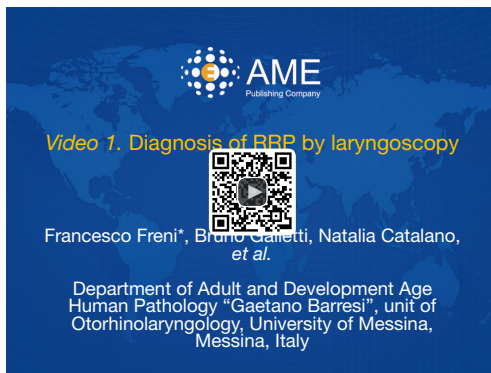 AME
Publishing Company
Video 1. Diagnosis of RRP by laryngoscopy
Francesco Freni*, Bruno Galletti, Natalia Catalano,
et al.
Department of Adult and Development Age
Human Pathology “Gaetano Barresi”, unit of
Otorhinolaryngology, University of Messina,
Messina, Italy